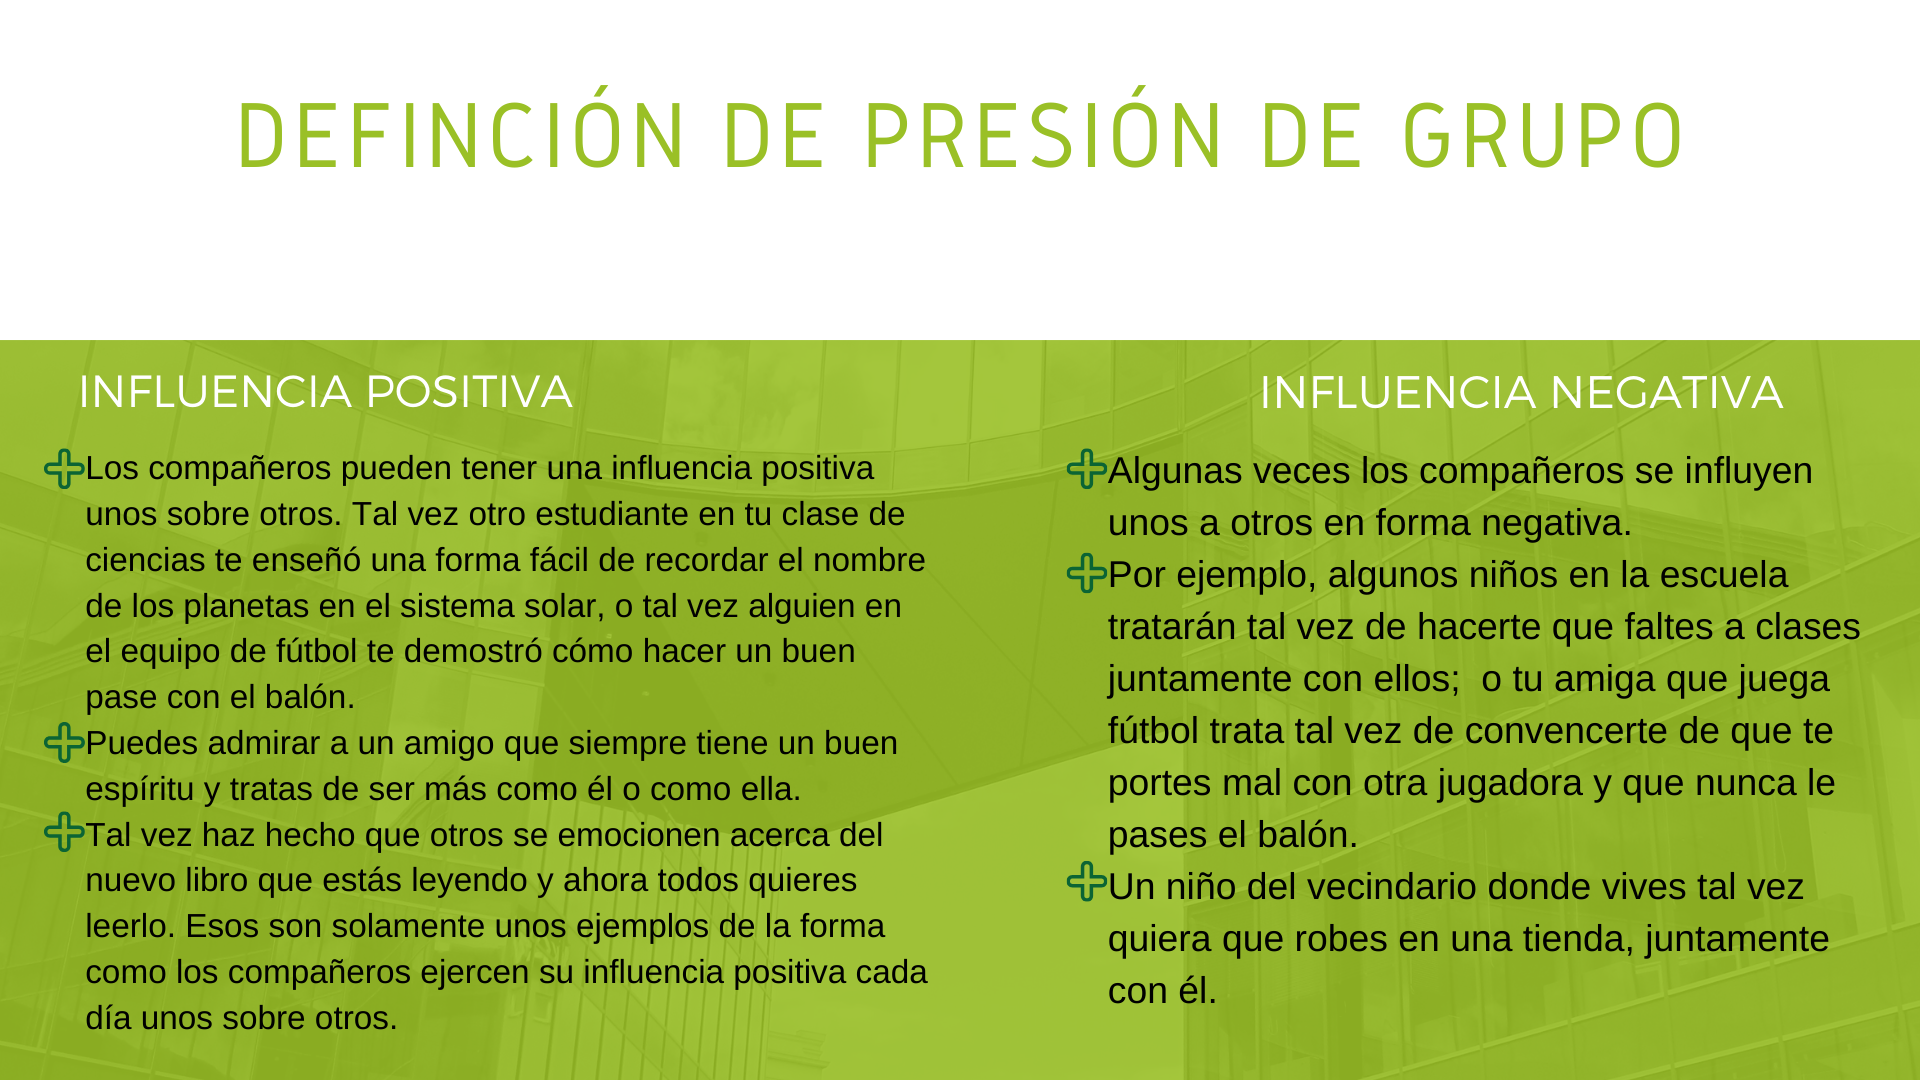 DEFINCIÓN DE PRESIÓN DE GRUPO
INFLUENCIA POSITIVA
Los compañeros pueden tener una influencia positiva
unos sobre otros. Tal vez otro estudiante en tu clase de
ciencias te enseñó una forma fácil de recordar el nombre
de los planetas en el sistema solar, o tal vez alguien en
el equipo de fútbol te demostró cómo hacer un buen
pase con el balón.
Puedes admirar a un amigo que siempre tiene un buen
espíritu y tratas de ser más como él o como ella.
Tal vez haz hecho que otros se emocionen acerca del
nuevo libro que estás leyendo y ahora todos quieres
leerlo. Esos son solamente unos ejemplos de la forma
como los compañeros ejercen su influencia positiva cada
día unos sobre otros.
INFLUENCIA NEGATIVA
Algunas veces los compañeros se influyen
unos a otros en forma negativa.
Por ejemplo, algunos niños en la escuela
tratarán tal vez de hacerte que faltes a clases
juntamente con ellos;  o tu amiga que juega
fútbol trata tal vez de convencerte de que te
portes mal con otra jugadora y que nunca le
pases el balón.
Un niño del vecindario donde vives tal vez
quiera que robes en una tienda, juntamente
con él.